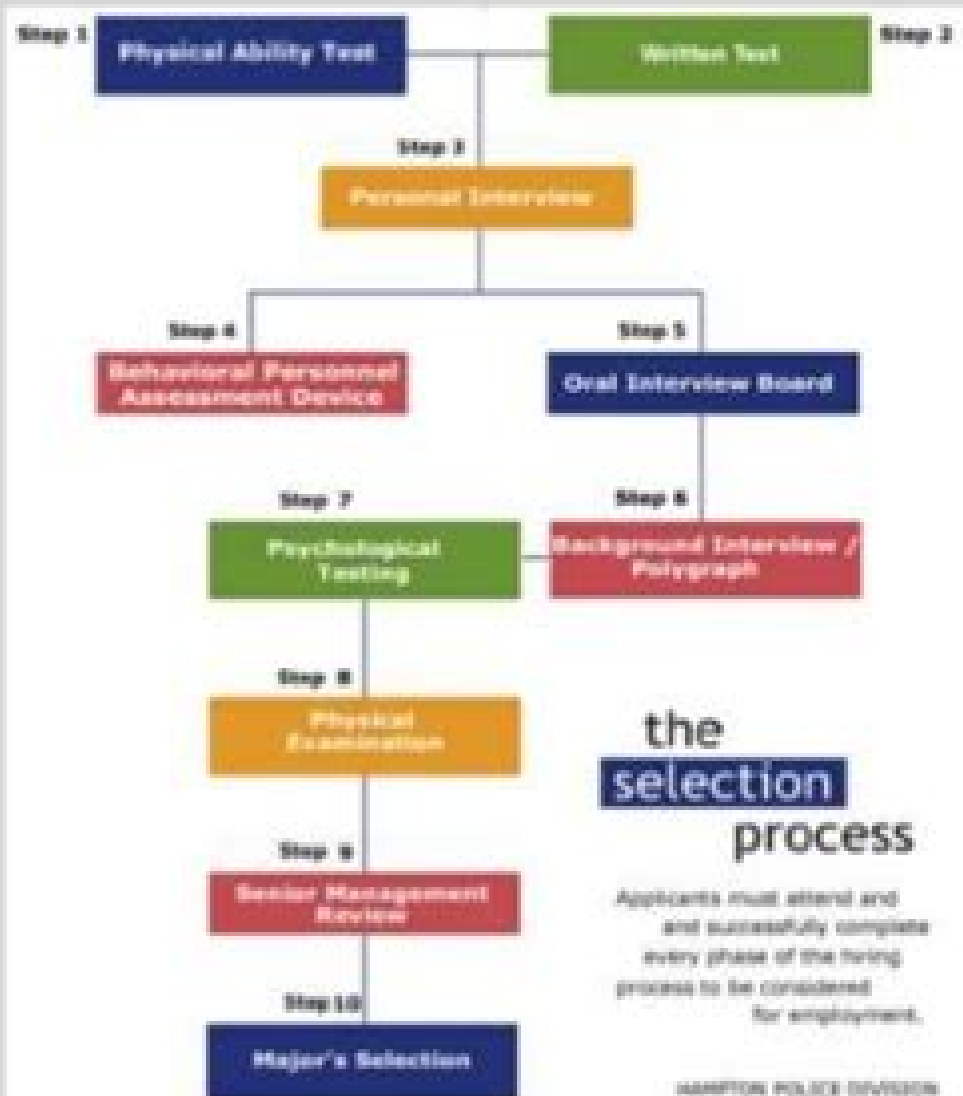 Step 1
Physical Ability Test
Step 2
Written Test
Step 3
Personal Interview
Step 4
Behavioral Personnel
Assessment Device
Step 5
Oral Interview Board
Step 6
Background Interview /
Polygraph
Step 7
Psychological
Testing
Step 8
Physical
Examination
Step 9
Senior Management
Review
Step 10
Major's Selection
the
selection
process
Applicants must attend and
and successfully complete
every phase of the hiring
process to be considered
for employment.
HAMPTON POLICE DIVISION